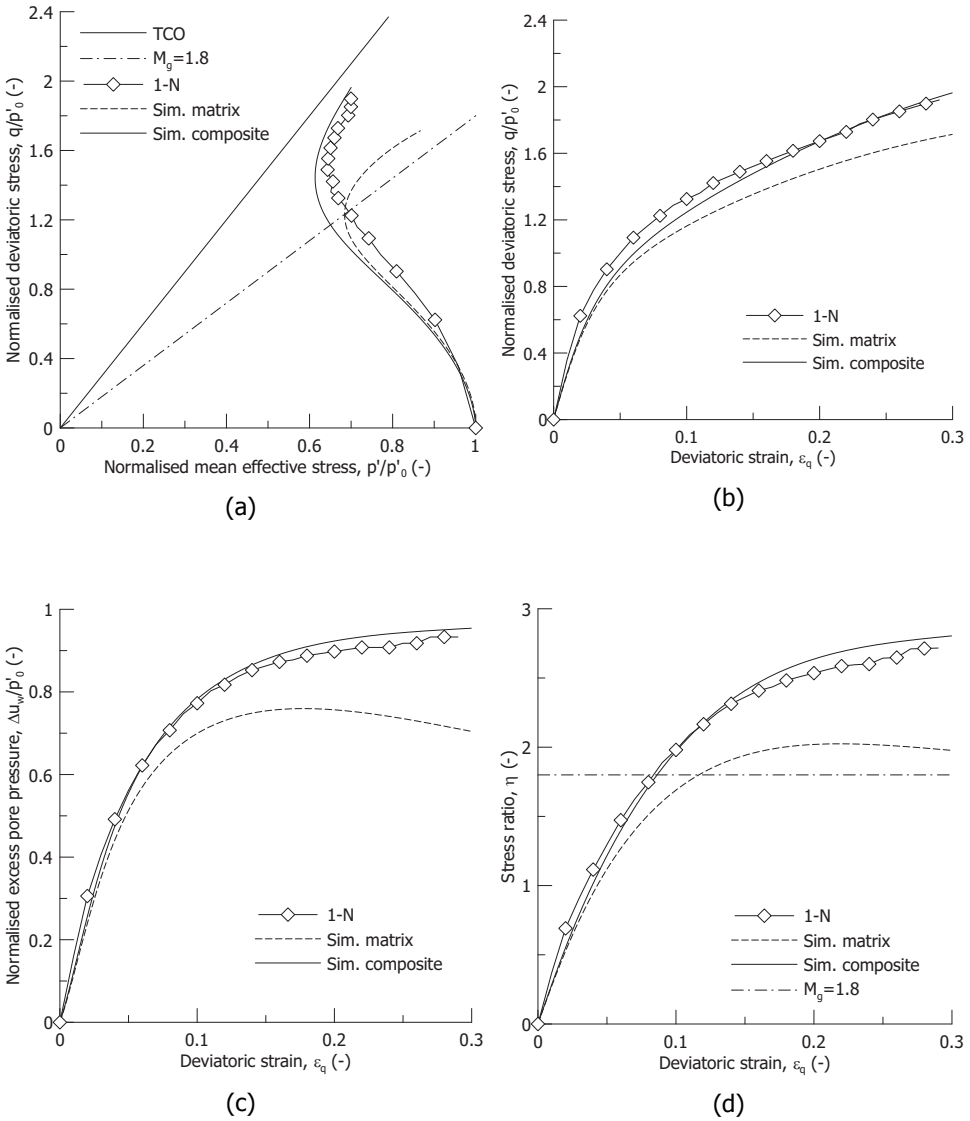 2.4
2
1.6
1.2
0.8
0.4
0
Normalised deviatoric stress, q/p'₀ (-)
TCO
M_g=1.8
1-N
Sim. matrix
Sim. composite
0 0.2 0.4 0.6 0.8 1
Normalised mean effective stress, p'/p'₀ (-)
(a)
2.4
2
1.6
1.2
0.8
0.4
0
Normalised deviatoric stress, q/p'₀ (-)
1-N
Sim. matrix
Sim. composite
0 0.1 0.2 0.3
Deviatoric strain, ε_q (-)
(b)
1
0.8
0.6
0.4
0.2
0
Normalised excess pore pressure, Δu_w/p'₀ (-)
1-N
Sim. matrix
Sim. composite
0 0.1 0.2 0.3
Deviatoric strain, ε_q (-)
(c)
3
2
1
0
Stress ratio, η (-)
1-N
Sim. matrix
Sim. composite
M_g=1.8
0 0.1 0.2 0.3
Deviatoric strain, ε_q (-)
(d)